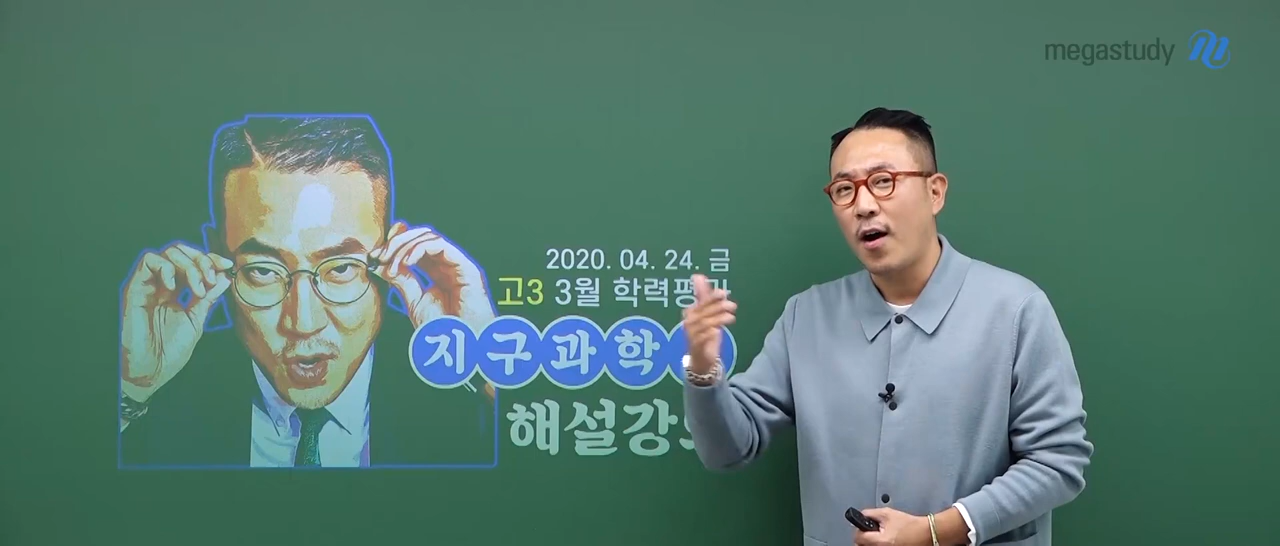 megastudy
2020. 04. 24. 금
고3 3월 학력평가
지구과학
해설강